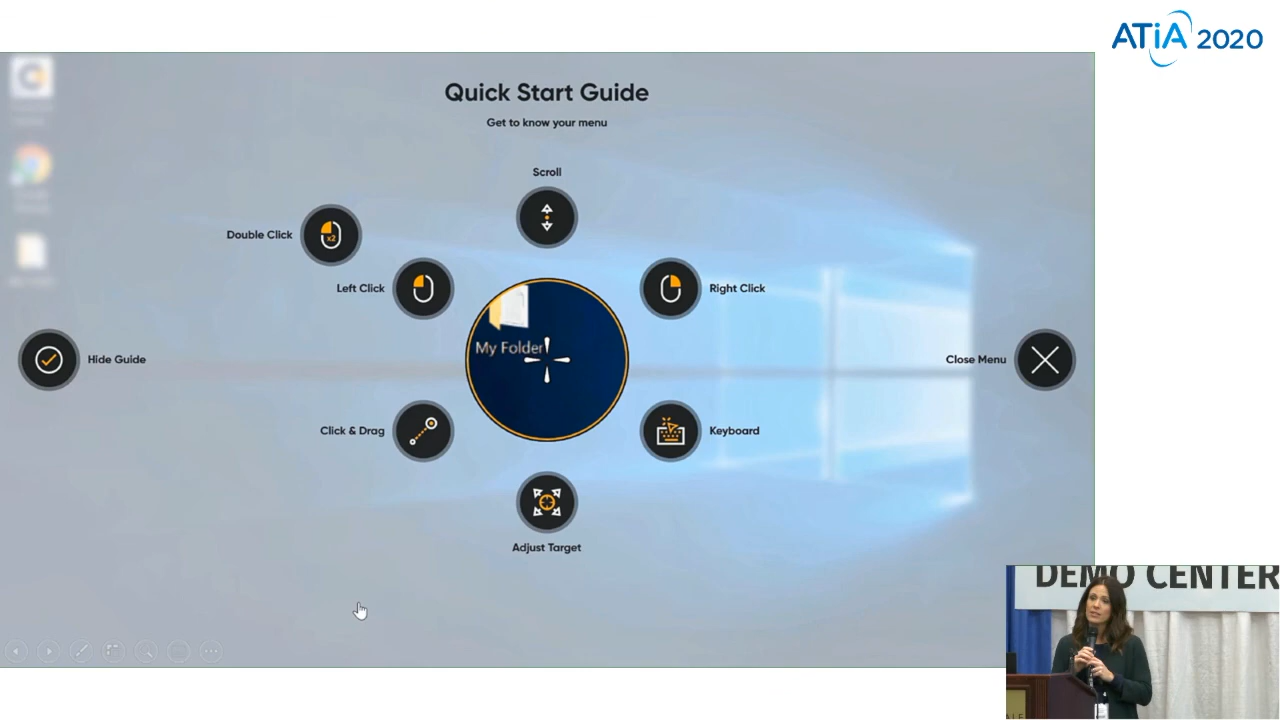 ATiA 2020
Quick Start Guide
Get to know your menu
Scroll
Double Click
x2
Left Click
Right Click
My Folder
Hide Guide
Close Menu
Click & Drag
Keyboard
Adjust Target
DEMO CENTER